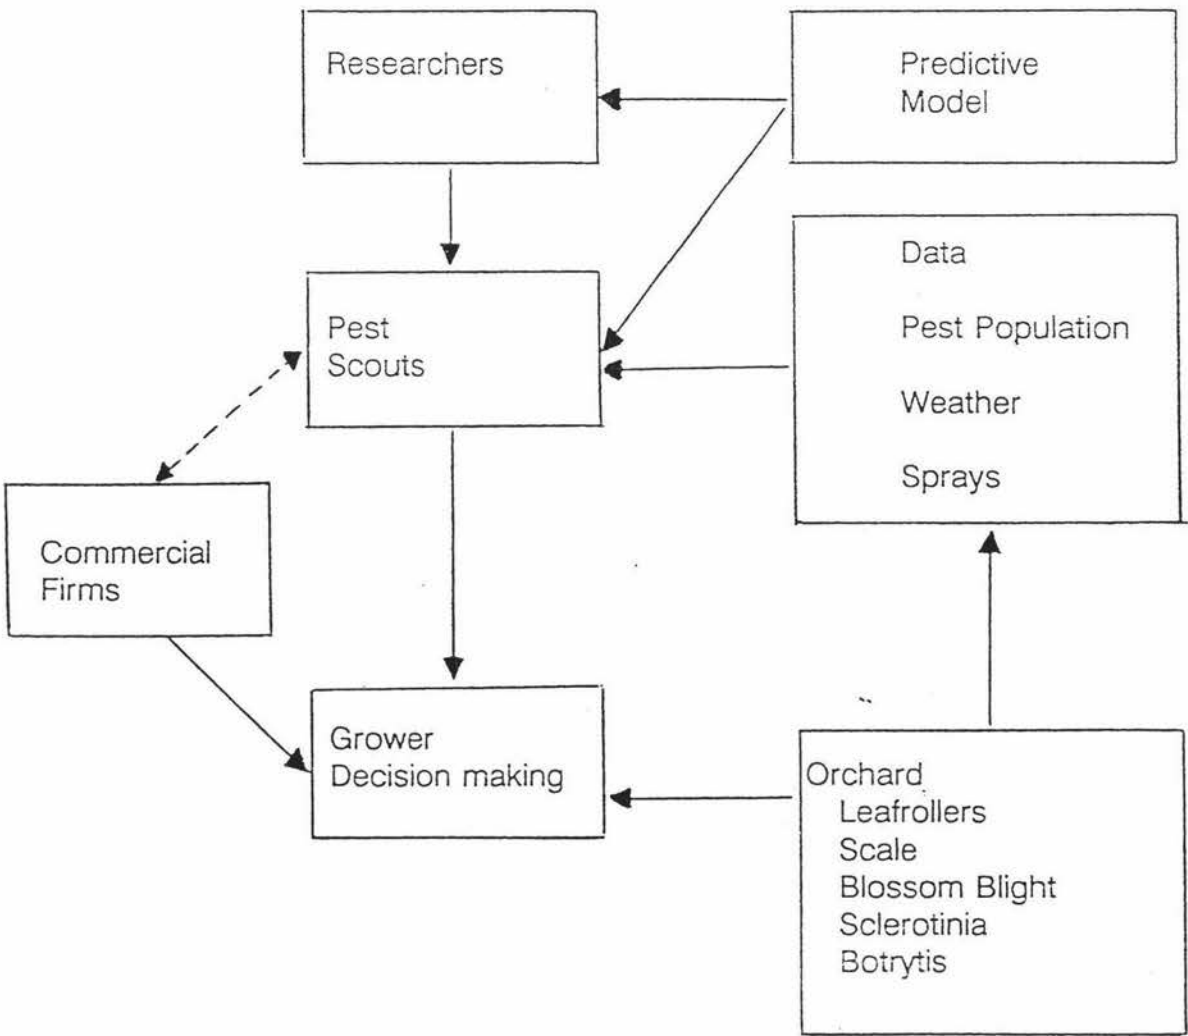 Researchers
Predictive
Model
Data
Pest Population
Weather
Sprays
Pest
Scouts
Commercial
Firms
Grower
Decision making
Orchard
Leafrollers
Scale
Blossom Blight
Sclerotinia
Botrytis